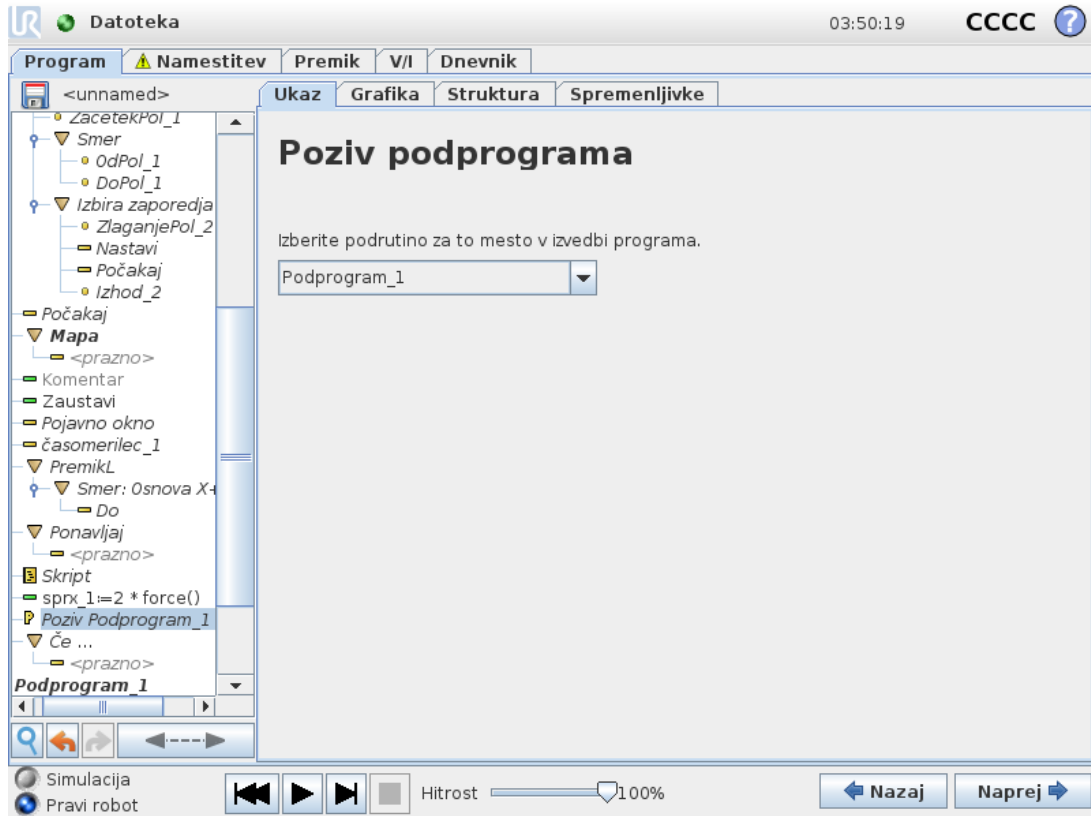 UR
Datoteka
03:50:19
CCCC
?
Program
Namestitev
Premik
V/I
Dnevnik
<unnamed>
Ukaz
Grafika
Struktura
Spremenljivke
ZacetekPol_1
Smer
OdPol_1
DoPol_1
Izbira zaporedja
ZlaganjePol_2
Nastavi
Počakaj
Izhod_2
Počakaj
Mapa
<prazno>
Komentar
Zaustavi
Pojavno okno
časomerilec_1
PremikL
Smer: Osnova X+
Do
Ponavljaj
<prazno>
Skript
sprx_1:=2 * force()
Poziv Podprogram_1
Če ...
<prazno>
Podprogram_1
Poziv podprograma
Izberite podrutino za to mesto v izvedbi programa.
Podprogram_1
Simulacija
Pravi robot
Hitrost
100%
Nazaj
Naprej